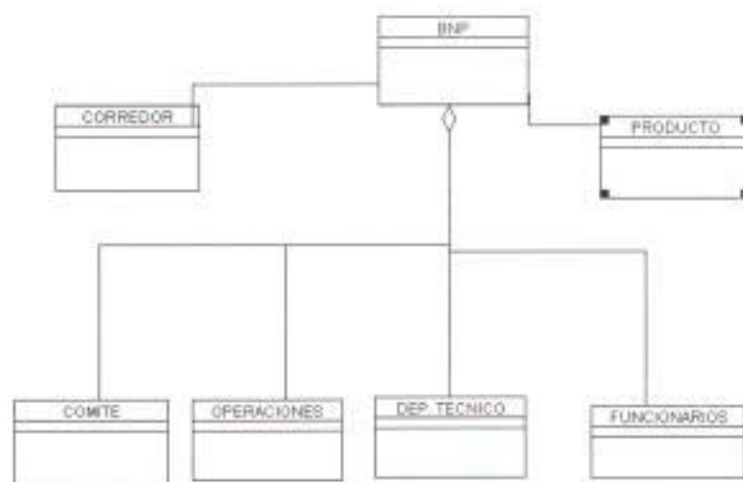 BNP
CORREDOR
PRODUCTO
COMITE
OPERACIONES
DEP. TECNICO
FUNCIONARIOS